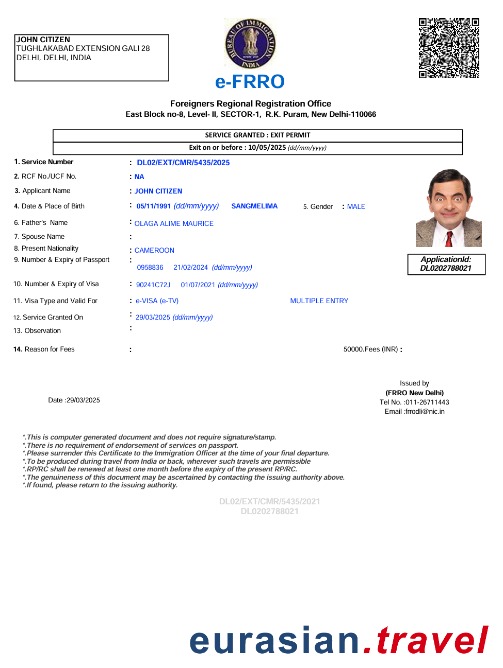 JOHN CITIZEN
TUGHLAKABAD EXTENSION GALI 28
DELHI, DELHI, INDIA
BUREAU OF IMMIGRATION
INDIA
e-FRRO
Foreigners Regional Registration Office
East Block no-8, Level- II, SECTOR-1, R.K. Puram, New Delhi-110066
SERVICE GRANTED : EXIT PERMIT
Exit on or before : 10/05/2025 (dd/mm/yyyy)
1. Service Number : DL02/EXT/CMR/5435/2025
2. RCF No./UCF No. : NA
3. Applicant Name : JOHN CITIZEN
4. Date & Place of Birth : 05/11/1991 (dd/mm/yyyy) SANGMELIMA 5. Gender : MALE
6. Father's Name : OLAGA ALIME MAURICE
7. Spouse Name :
8. Present Nationality : CAMEROON
9. Number & Expiry of Passport : 0958836 21/02/2024 (dd/mm/yyyy)
ApplicationId:
DL0202788021
10. Number & Expiry of Visa : 90241C72J 01/07/2021 (dd/mm/yyyy)
11. Visa Type and Valid For : e-VISA (e-TV) MULTIPLE ENTRY
12. Service Granted On : 29/03/2025 (dd/mm/yyyy)
13. Observation :
14. Reason for Fees : 50000.Fees (INR) :
Issued by
(FRRO New Delhi)
Date :29/03/2025
Tel No. :011-26711443
Email :frrodli@nic.in
*.This is computer generated document and does not require signature/stamp.
*.There is no requirement of endorsement of services on passport.
*.Please surrender this Certificate to the Immigration Officer at the time of your final departure.
*.To be produced during travel from India or back, wherever such travels are permissible
*.RP/RC shall be renewed at least one month before the expiry of the present RP/RC.
*.The genuineness of this document may be ascertained by contacting the issuing authority above.
*.If found, please return to the issuing authority.
DL02/EXT/CMR/5435/2021
DL0202788021
eurasian.travel